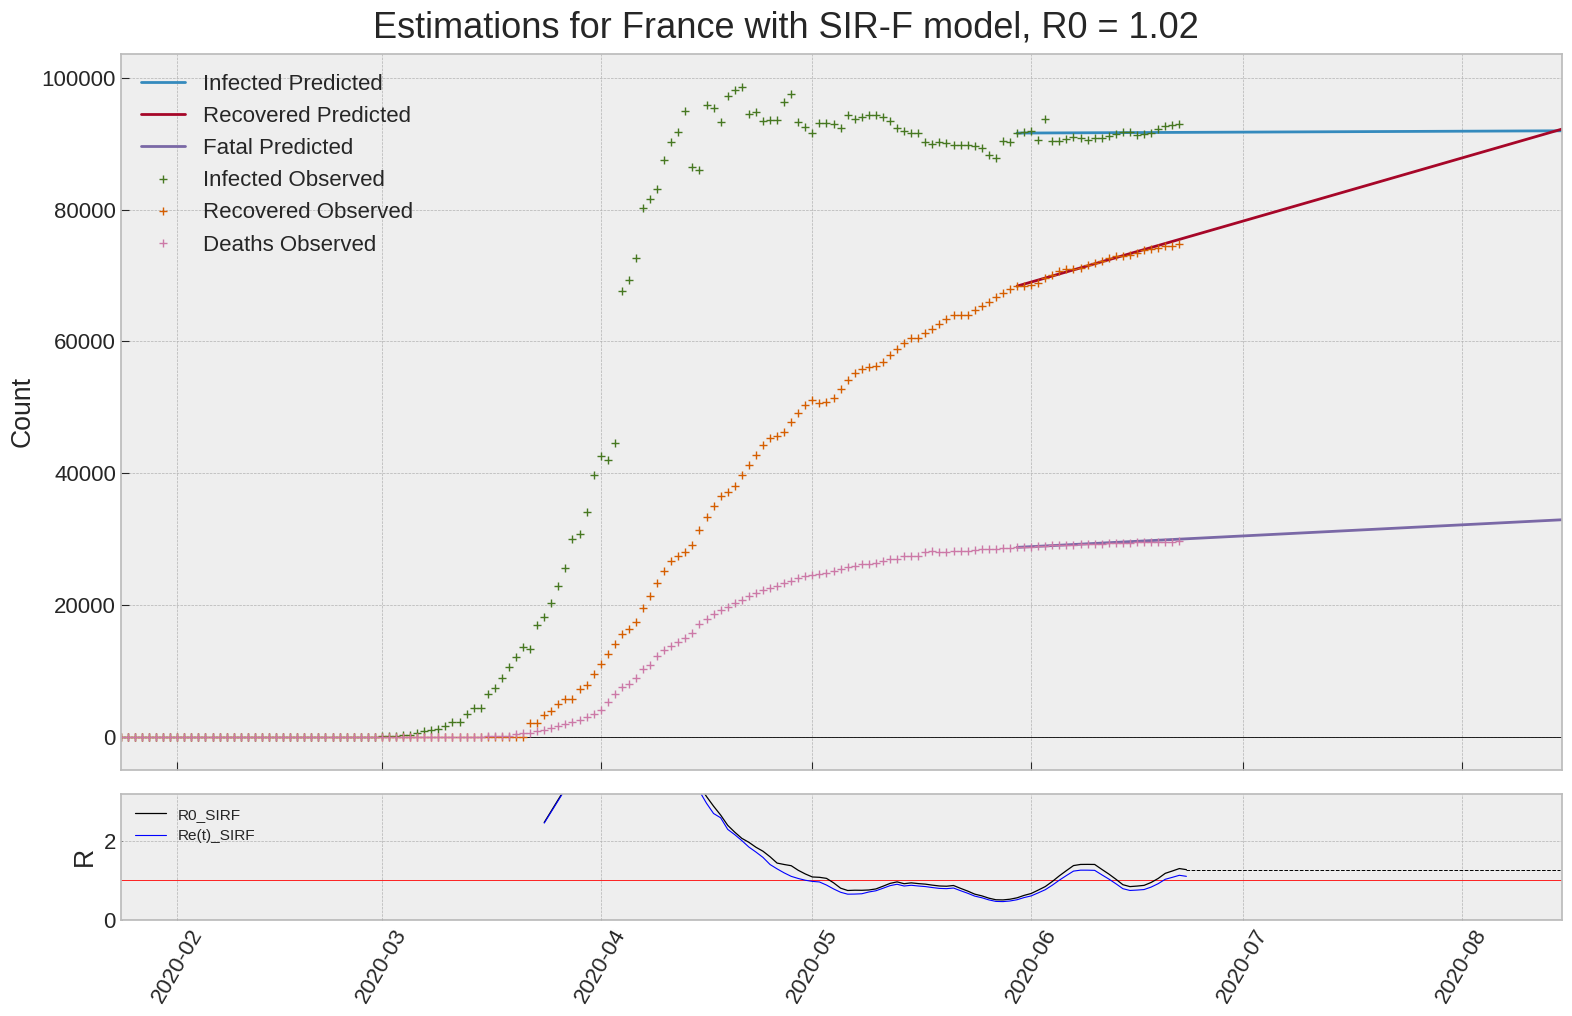 Estimations for France with SIR-F model, R0 = 1.02
100000
80000
60000
40000
20000
0
Count
Infected Predicted
Recovered Predicted
Fatal Predicted
Infected Observed
Recovered Observed
Deaths Observed
R0_SIRF
Re(t)_SIRF
2
0
R
2020-02
2020-03
2020-04
2020-05
2020-06
2020-07
2020-08